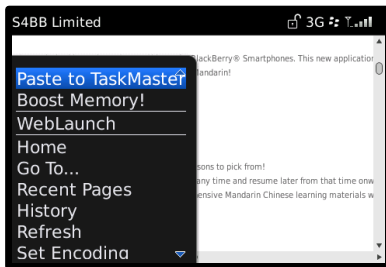 S4BB Limited
3G
BlackBerry® Smartphones. This new application
Mandarin!
Paste to TaskMaster
Boost Memory!
WebLaunch
Home
Go To...
sons to pick from!
Recent Pages
any time and resume later from that time onw
History
ensive Mandarin Chinese learning materials w
Refresh
Set Encoding